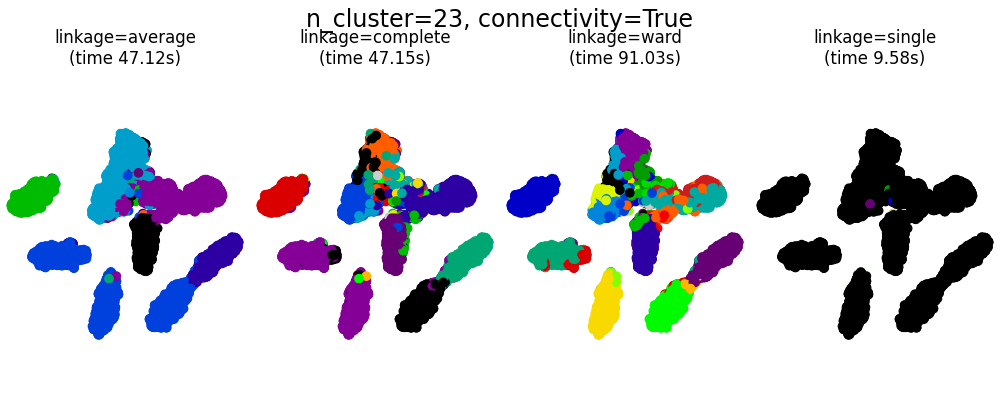 n_cluster=23, connectivity=True
linkage=average
(time 47.12s)
linkage=complete
(time 47.15s)
linkage=ward
(time 91.03s)
linkage=single
(time 9.58s)